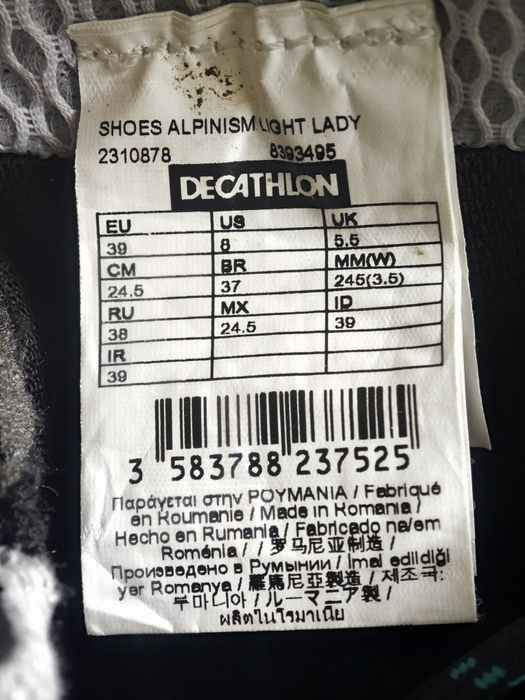 SHOES ALPINISM LIGHT LADY
2310878 8393495
DECATHLON
EU US UK
39 8 5.5
CM BR MM(W)
24.5 37 245(3.5)
RU MX ID
38 24.5 39
IR
39
3 583788 237525
Παράγεται στην ΡΟΥΜΑΝΙΑ / Fabriqué
en Roumanie / Made in Romania /
Hecho en Rumania / Fabricado na/em
Roménia / / 罗马尼亚制造 /
Произведено в Румынии / İmal edildiği
yer Romanya / 羅馬尼亞製造 / 제조국:
루마니아 / ルーマニア製 /
ผลิตในโรมาเนีย